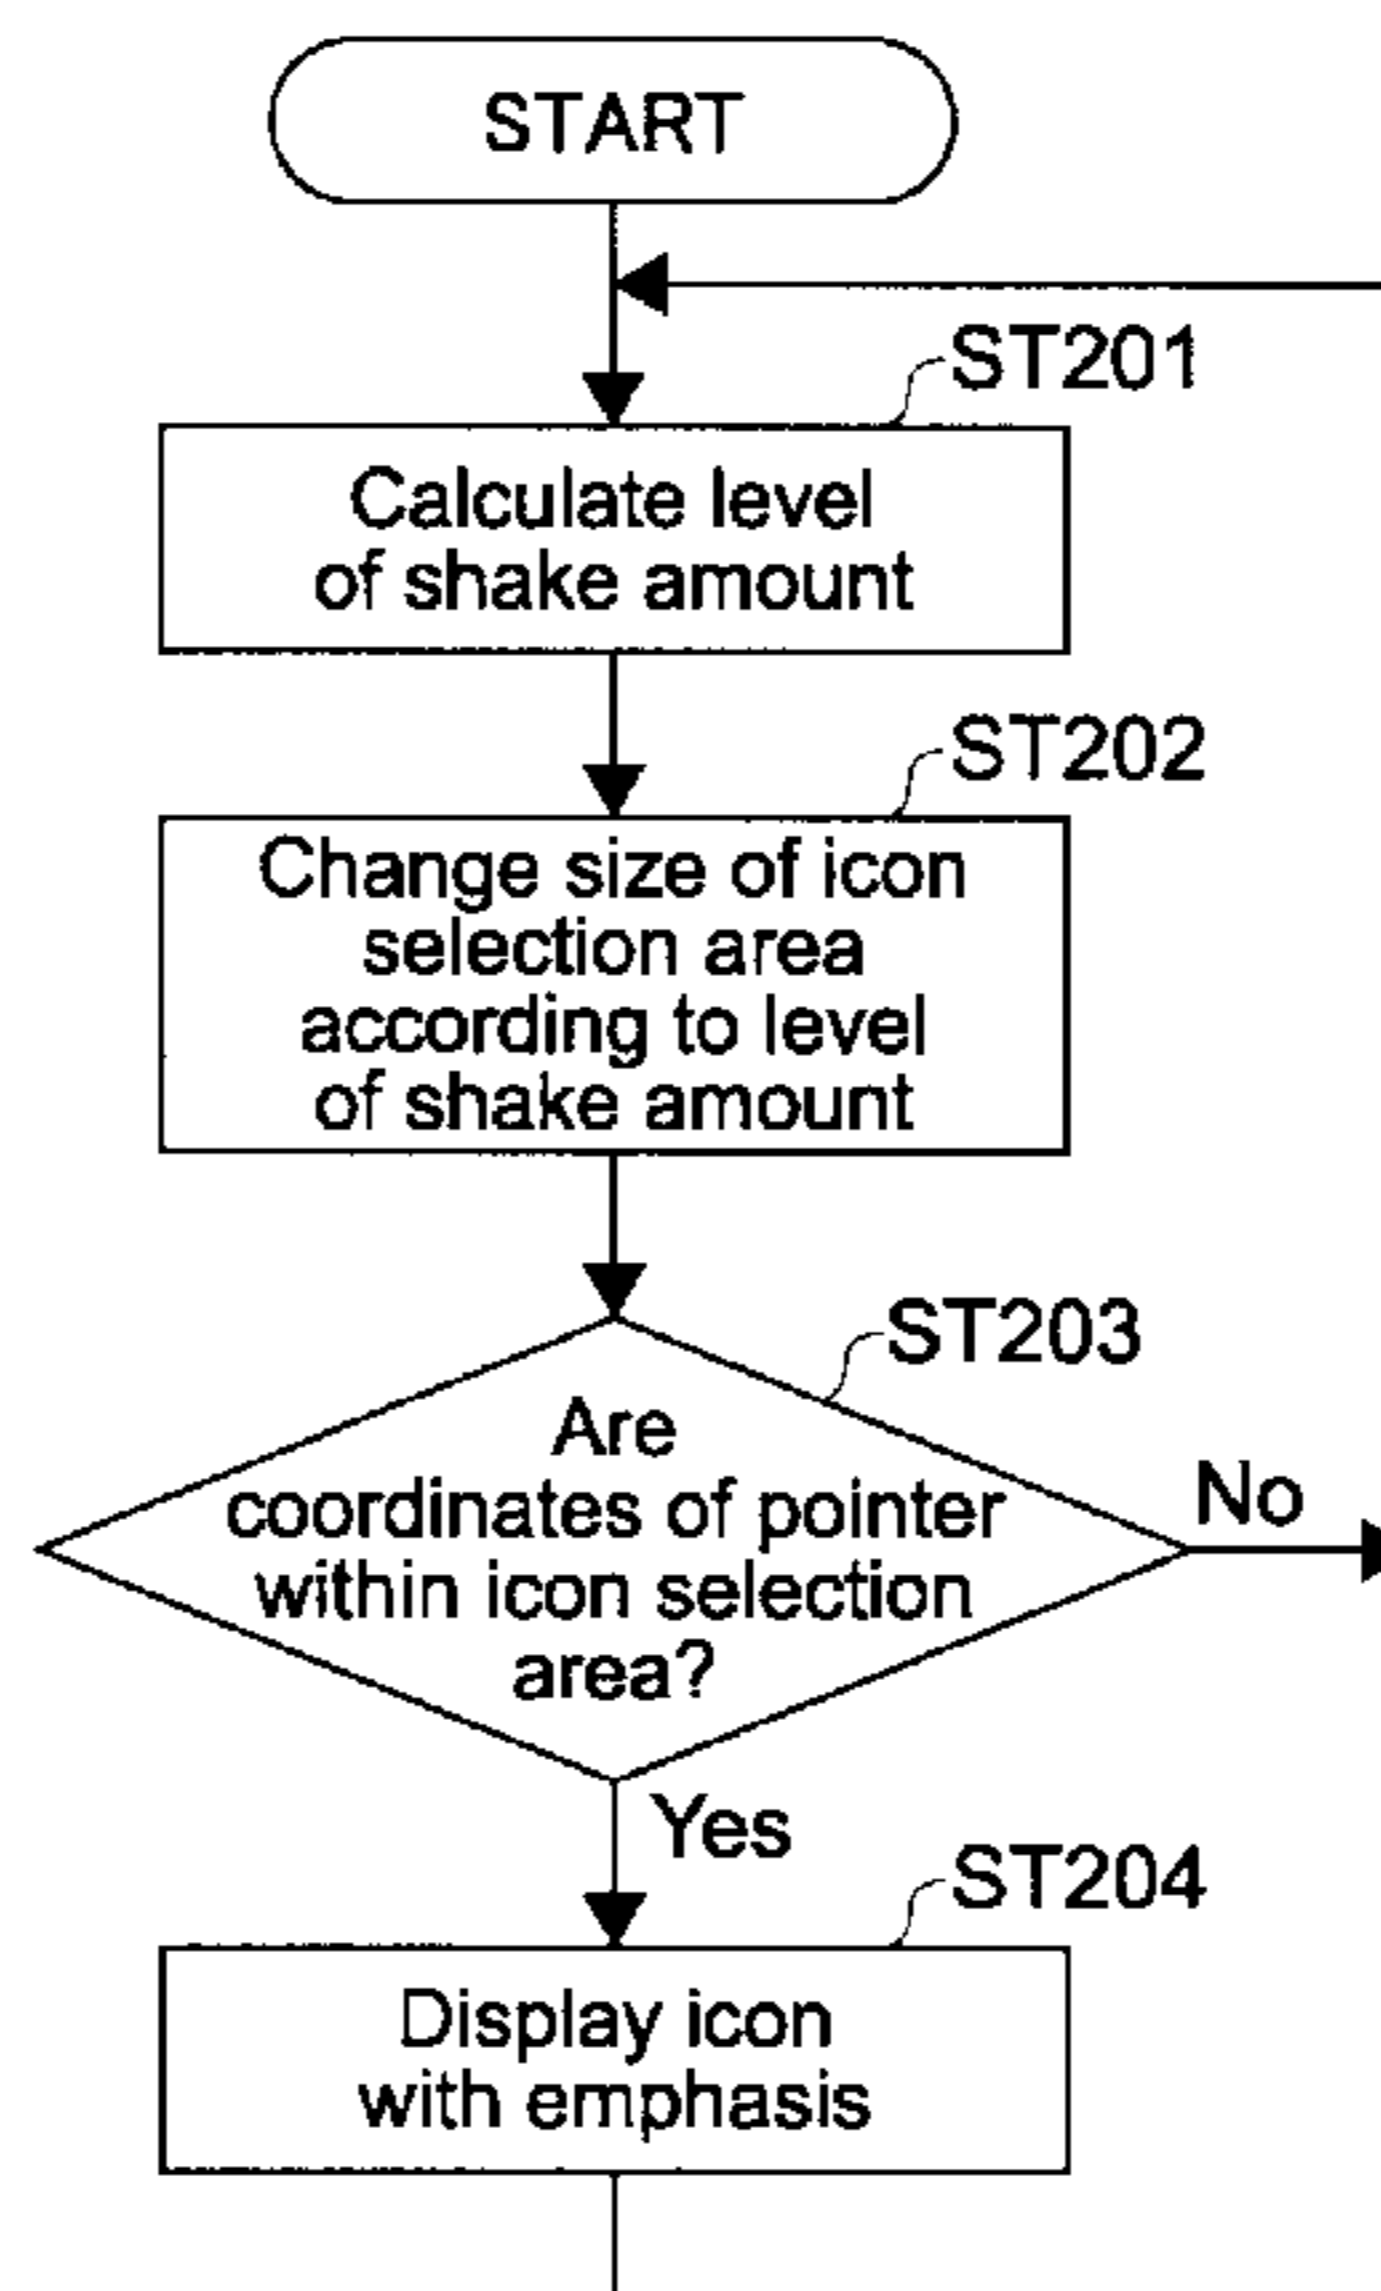 START
ST201
Calculate level
of shake amount
ST202
Change size of icon
selection area
according to level
of shake amount
ST203
Are
coordinates of pointer
within icon selection
area?
No
Yes
ST204
Display icon
with emphasis